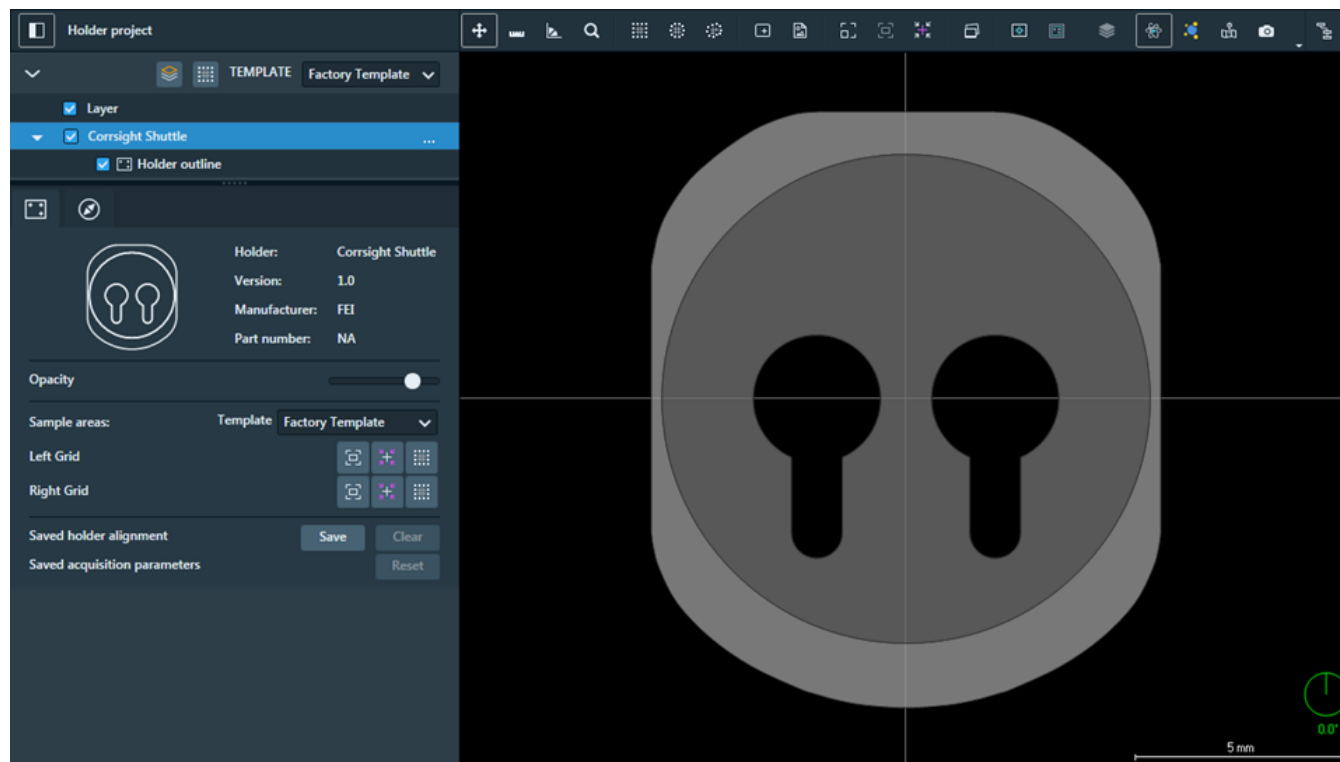 Holder project
TEMPLATE Factory Template
Layer
Corrsight Shuttle ...
Holder outline
Holder: Corrsight Shuttle
Version: 1.0
Manufacturer: FEI
Part number: NA
Opacity
Sample areas: Template Factory Template
Left Grid
Right Grid
Saved holder alignment Save Clear
Saved acquisition parameters Reset
0.0°
5 mm